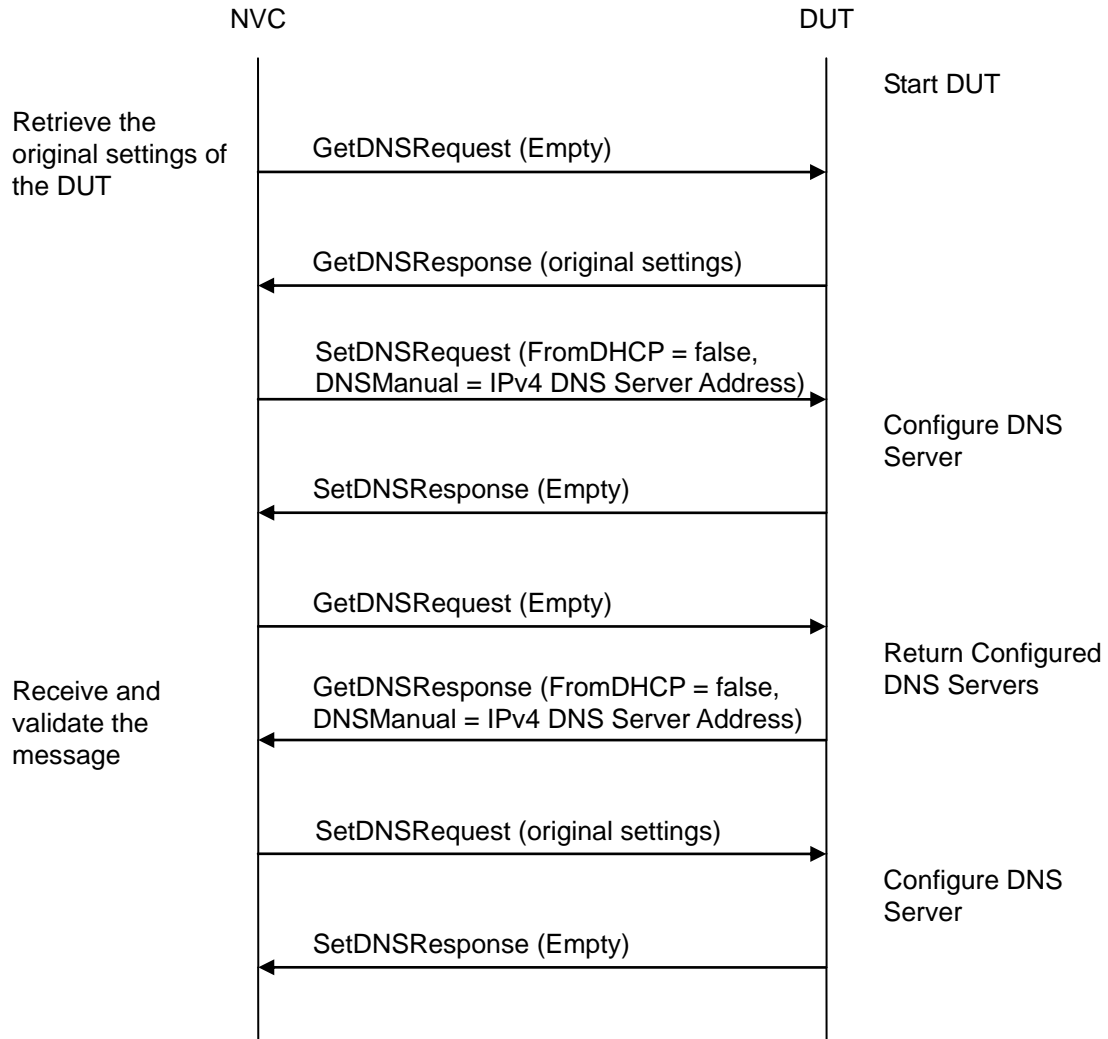 NVC
DUT
Start DUT
Retrieve the
original settings of
the DUT
GetDNSRequest (Empty)
GetDNSResponse (original settings)
SetDNSRequest (FromDHCP = false,
DNSManual = IPv4 DNS Server Address)
Configure DNS
Server
SetDNSResponse (Empty)
GetDNSRequest (Empty)
Return Configured
DNS Servers
Receive and
validate the
message
GetDNSResponse (FromDHCP = false,
DNSManual = IPv4 DNS Server Address)
SetDNSRequest (original settings)
Configure DNS
Server
SetDNSResponse (Empty)